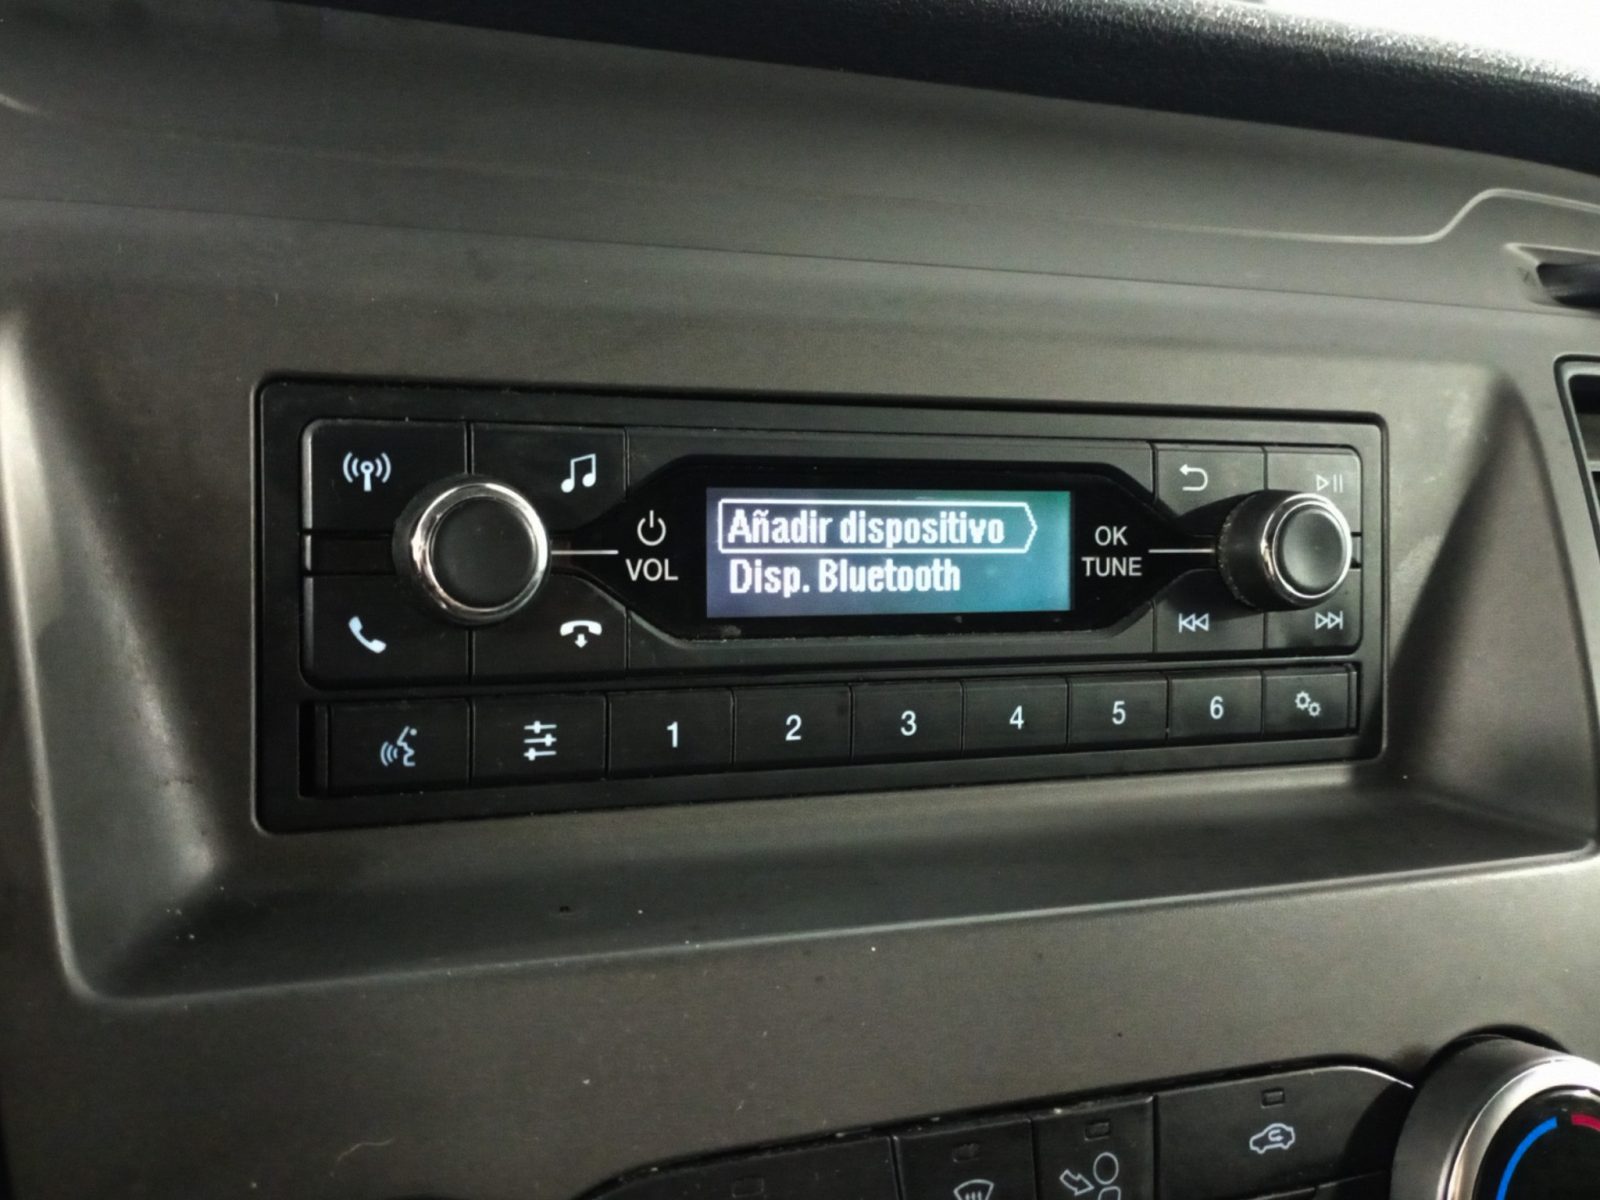 Añadir dispositivo
Disp. Bluetooth
VOL
OK
TUNE
1 2 3 4 5 6